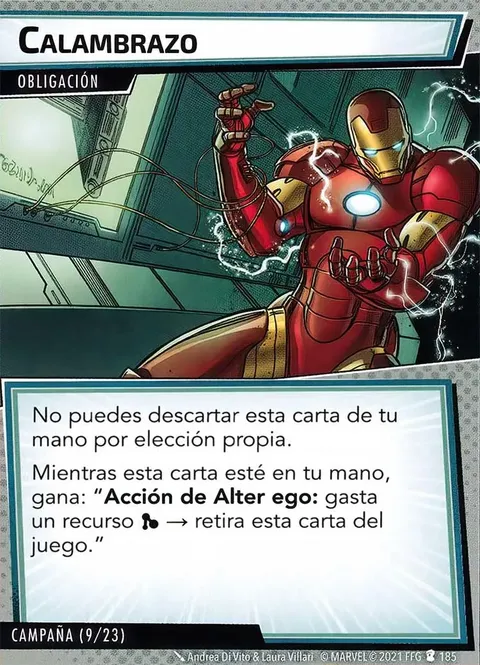 CALAMBRAZO
OBLIGACIÓN
No puedes descartar esta carta de tu
mano por elección propia.
Mientras esta carta esté en tu mano,
gana: “Acción de Alter ego: gasta
un recurso → retira esta carta del
juego.”
CAMPAÑA (9/23)
Andrea Di Vito & Laura Villari © MARVEL © 2021 FFG 185